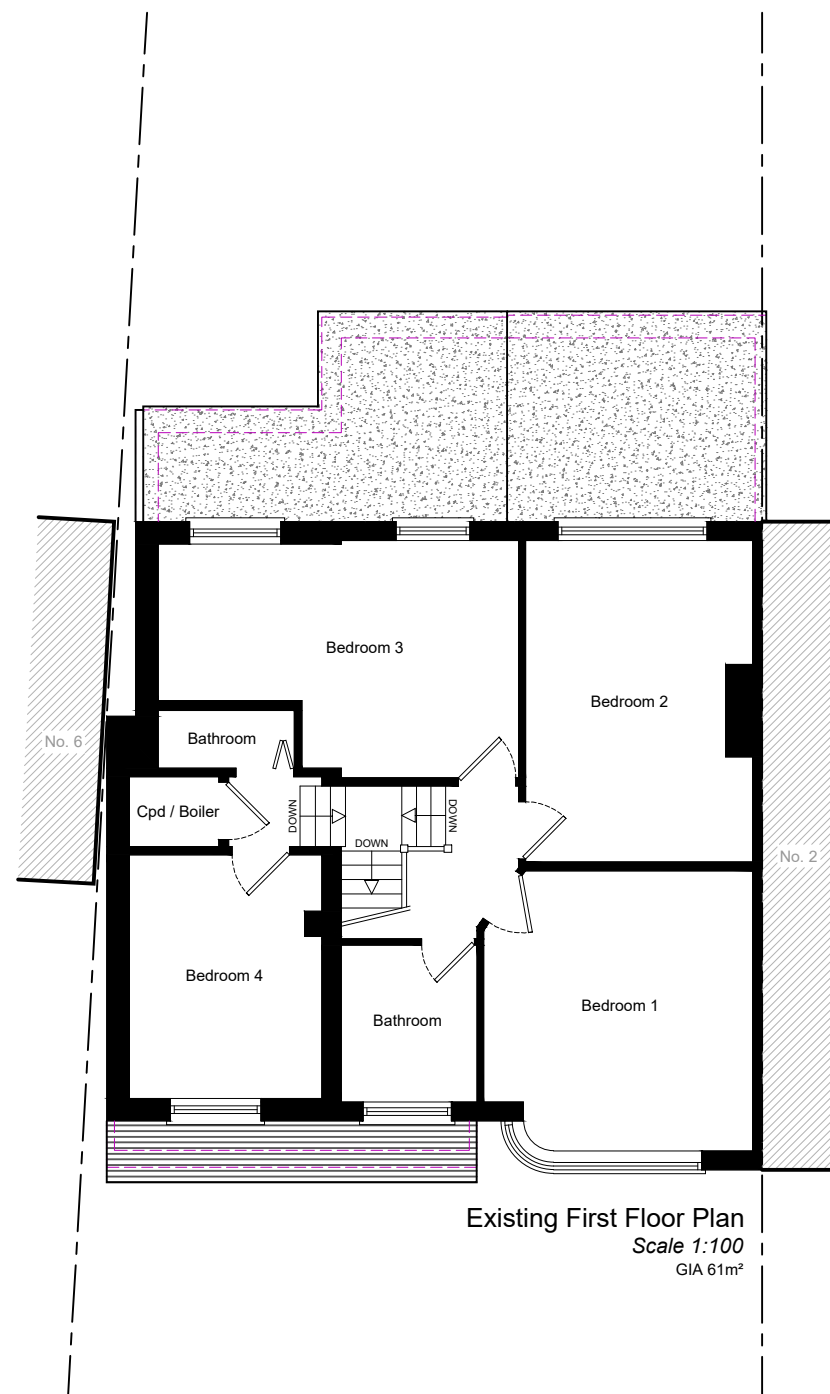 Bedroom 3
Bedroom 2
Bathroom
No. 6
Cpd / Boiler
DOWN
DOWN
DOWN
No. 2
Bedroom 4
Bedroom 1
Bathroom
Existing First Floor Plan
Scale 1:100
GIA 61m²